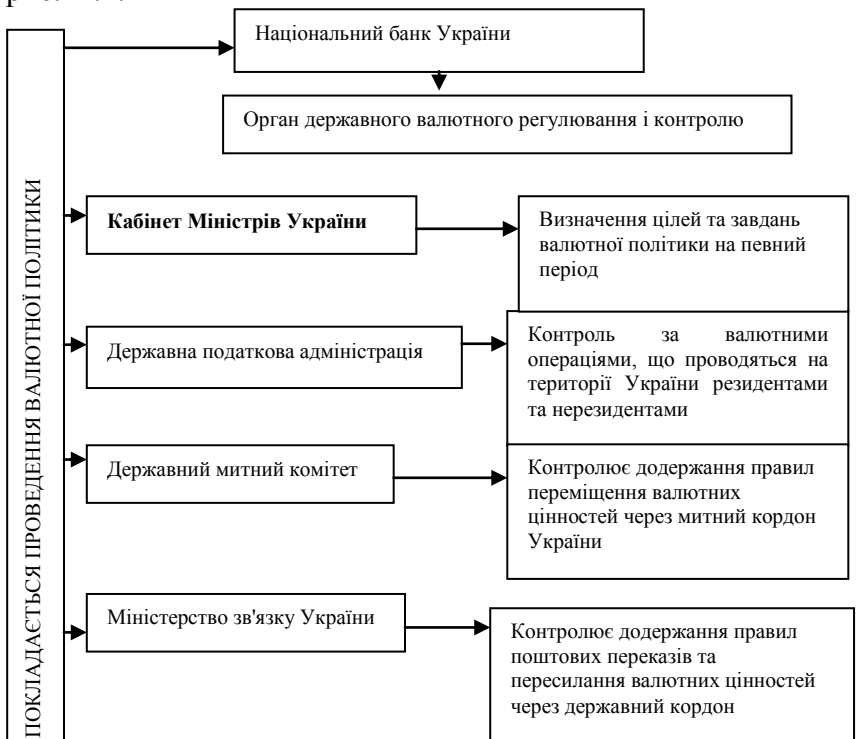 Національний банк України
Орган державного валютного регулювання і контролю
ПОКЛАДАЄТЬСЯ ПРОВЕДЕННЯ ВАЛЮТНОЇ ПОЛІТИКИ
Кабінет Міністрів України
Визначення цілей та завдань
валютної політики на певний
період
Державна податкова адміністрація
Контроль за валютними
операціями, що проводяться на
території України резидентами
та нерезидентами
Державний митний комітет
Контролює додержання правил
переміщення валютних
цінностей через митний кордон
України
Міністерство зв'язку України
Контролює додержання правил
поштових переказів та
пересилання валютних цінностей
через державний кордон